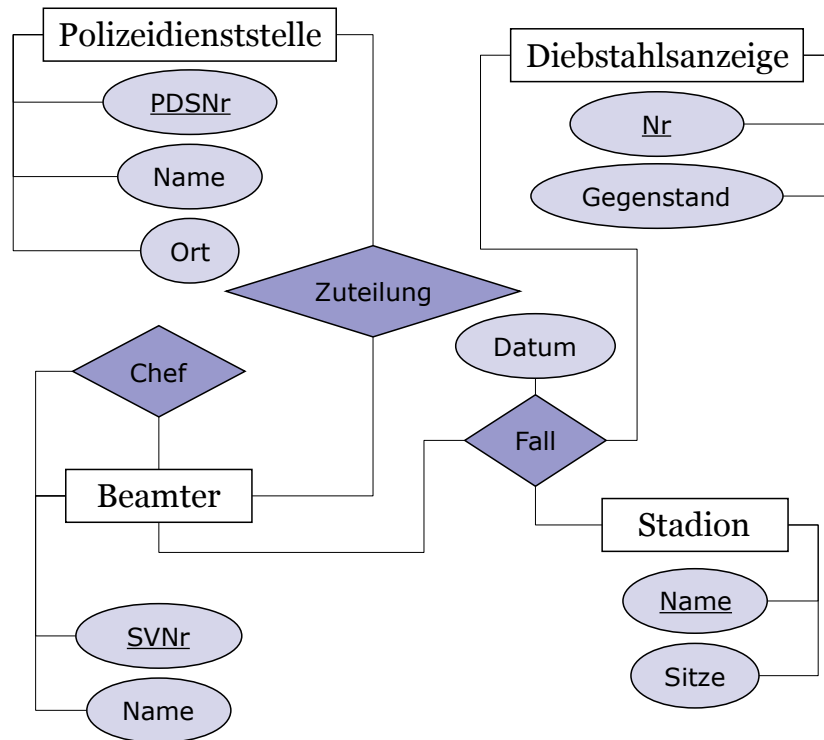 Polizeidienststelle
PDSNr
Name
Ort
Diebstahlsanzeige
Nr
Gegenstand
Zuteilung
Chef
Datum
Fall
Beamter
SVNr
Name
Stadion
Name
Sitze